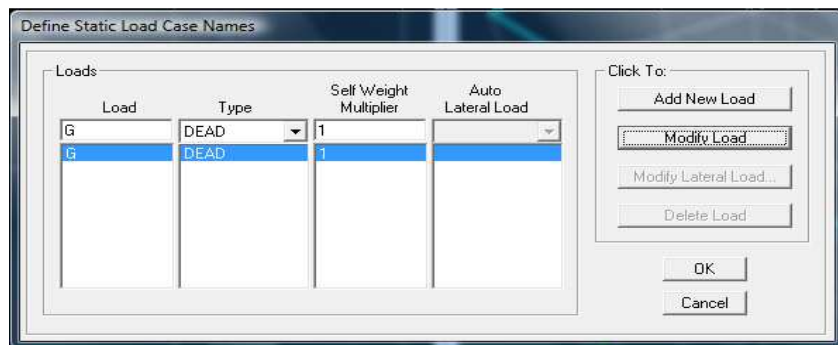 Define Static Load Case Names
Loads
Load Type Self Weight Multiplier Auto Lateral Load
G DEAD 1
G DEAD 1
Click To:
Add New Load
Modify Load
Modify Lateral Load...
Delete Load
OK
Cancel